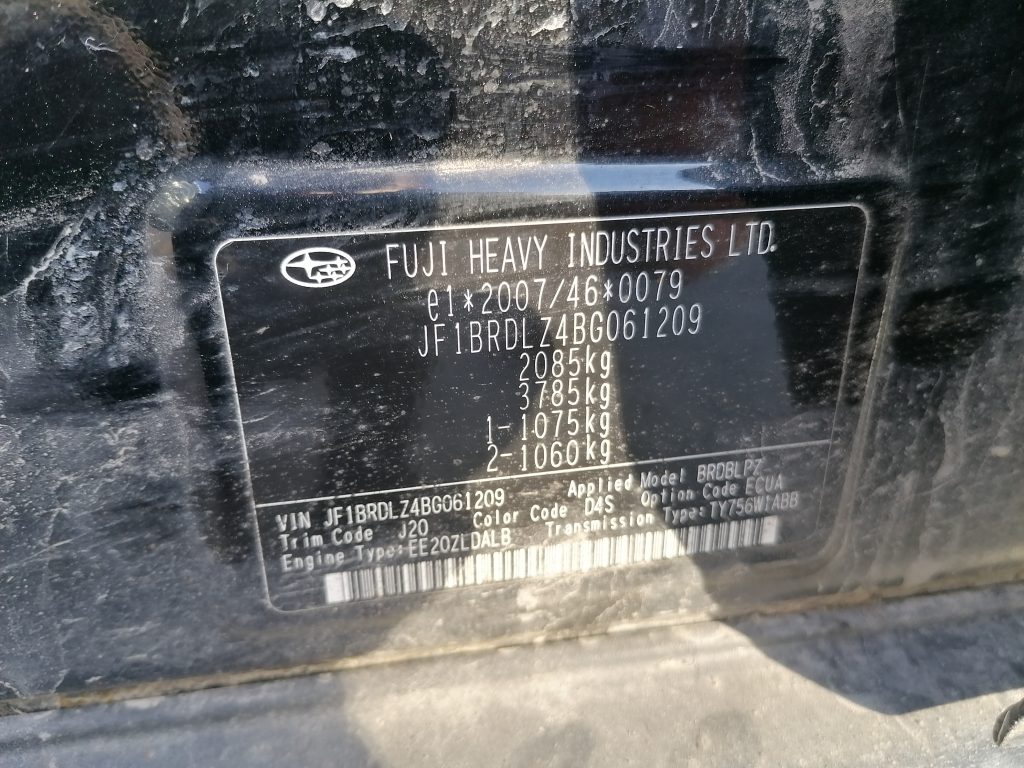 FUJI HEAVY INDUSTRIES LTD.
e1*2007/46*0079
JF1BRDLZ4BG061209
2085kg
3785kg
1-1075kg
2-1060kg
VIN JF1BRDLZ4BG061209 Applied Model BRDBLPZ
Trim Code J20 Color Code D4S Option Code ECUA
Engine Type:EE20ZLDALB Transmission Type:TY756W1ABB